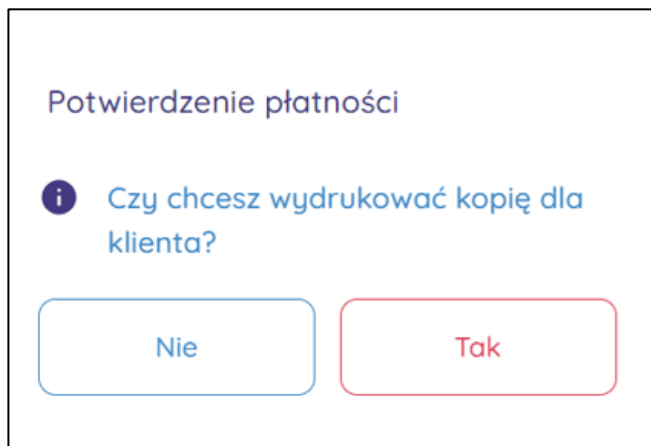 Potwierdzenie płatności
Czy chcesz wydrukować kopię dla
klienta?
Nie
Tak